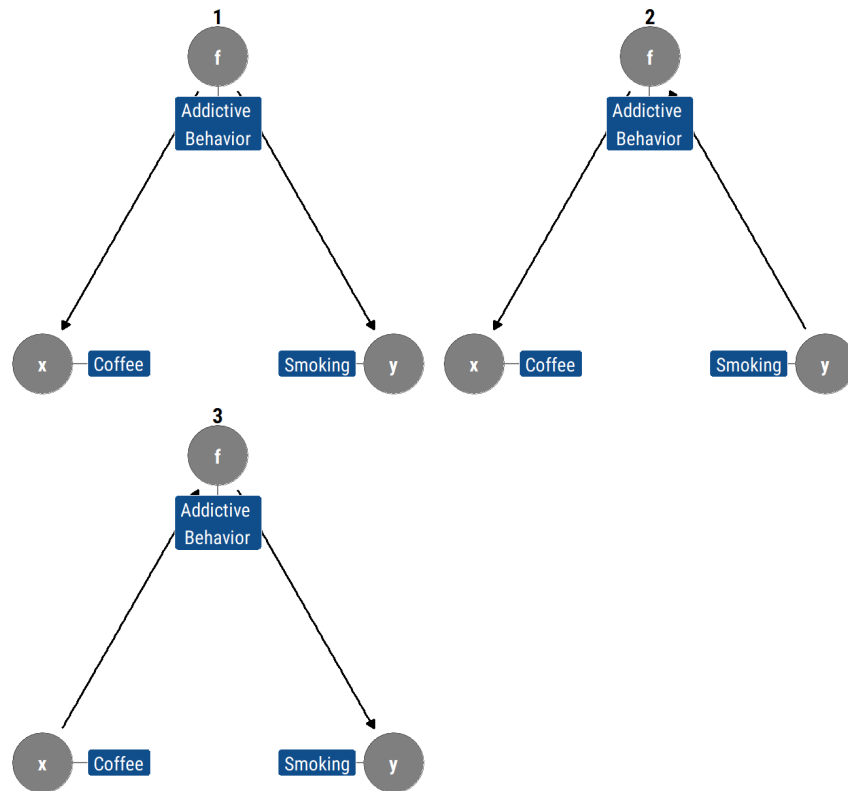 1
f
Addictive
Behavior
x
Coffee
Smoking
y
2
f
Addictive
Behavior
x
Coffee
Smoking
y
3
f
Addictive
Behavior
x
Coffee
Smoking
y